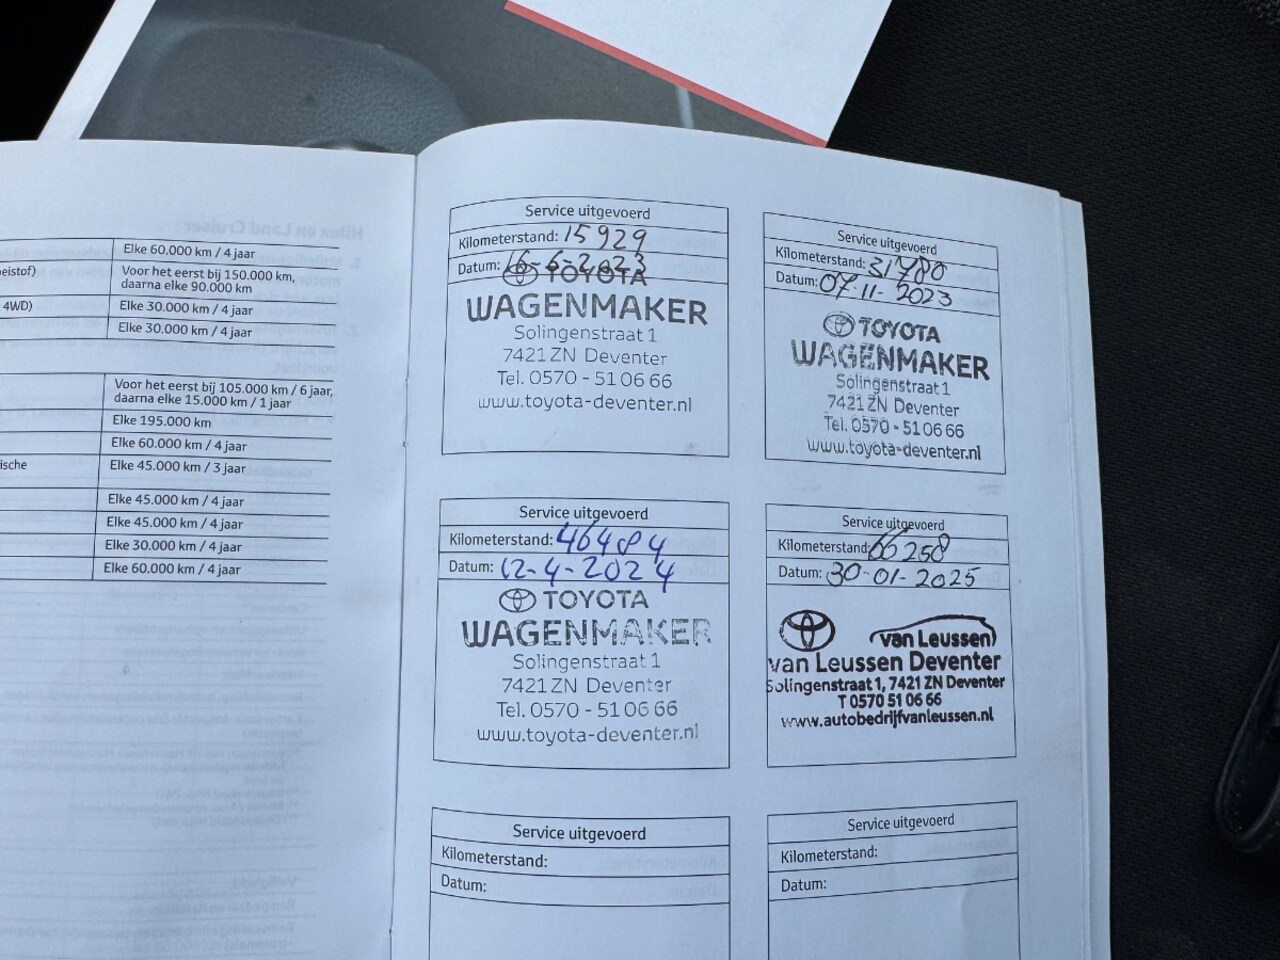 Elke 60.000 km / 4 jaar
eistof)
Voor het eerst bij 150.000 km,
daarna elke 90.000 km
4WD)
Elke 30.000 km / 4 jaar
Elke 30.000 km / 4 jaar
Voor het eerst bij 105.000 km / 6 jaar,
daarna elke 15.000 km / 1 jaar
Elke 195.000 km
Elke 60.000 km / 4 jaar
ische
Elke 45.000 km / 3 jaar
Elke 45.000 km / 4 jaar
Elke 45.000 km / 4 jaar
Elke 30.000 km / 4 jaar
Elke 60.000 km / 4 jaar
Service uitgevoerd
Kilometerstand: 15929
Datum: 16-6-2023
TOYOTA
WAGENMAKER
Solingenstraat 1
7421 ZN Deventer
Tel. 0570 - 51 06 66
www.toyota-deventer.nl
Service uitgevoerd
Kilometerstand: 31780
Datum: 07-11-2023
TOYOTA
WAGENMAKER
Solingenstraat 1
7421 ZN Deventer
Tel. 0570 - 51 06 66
www.toyota-deventer.nl
Service uitgevoerd
Kilometerstand: 46484
Datum: 12-4-2024
TOYOTA
WAGENMAKER
Solingenstraat 1
7421 ZN Deventer
Tel. 0570 - 51 06 66
www.toyota-deventer.nl
Service uitgevoerd
Kilometerstand: 66258
Datum: 30-01-2025
van Leussen
van Leussen Deventer
Solingenstraat 1, 7421 ZN Deventer
T 0570 51 06 66
www.autobedrijfvanleussen.nl
Service uitgevoerd
Kilometerstand:
Datum:
Service uitgevoerd
Kilometerstand:
Datum: